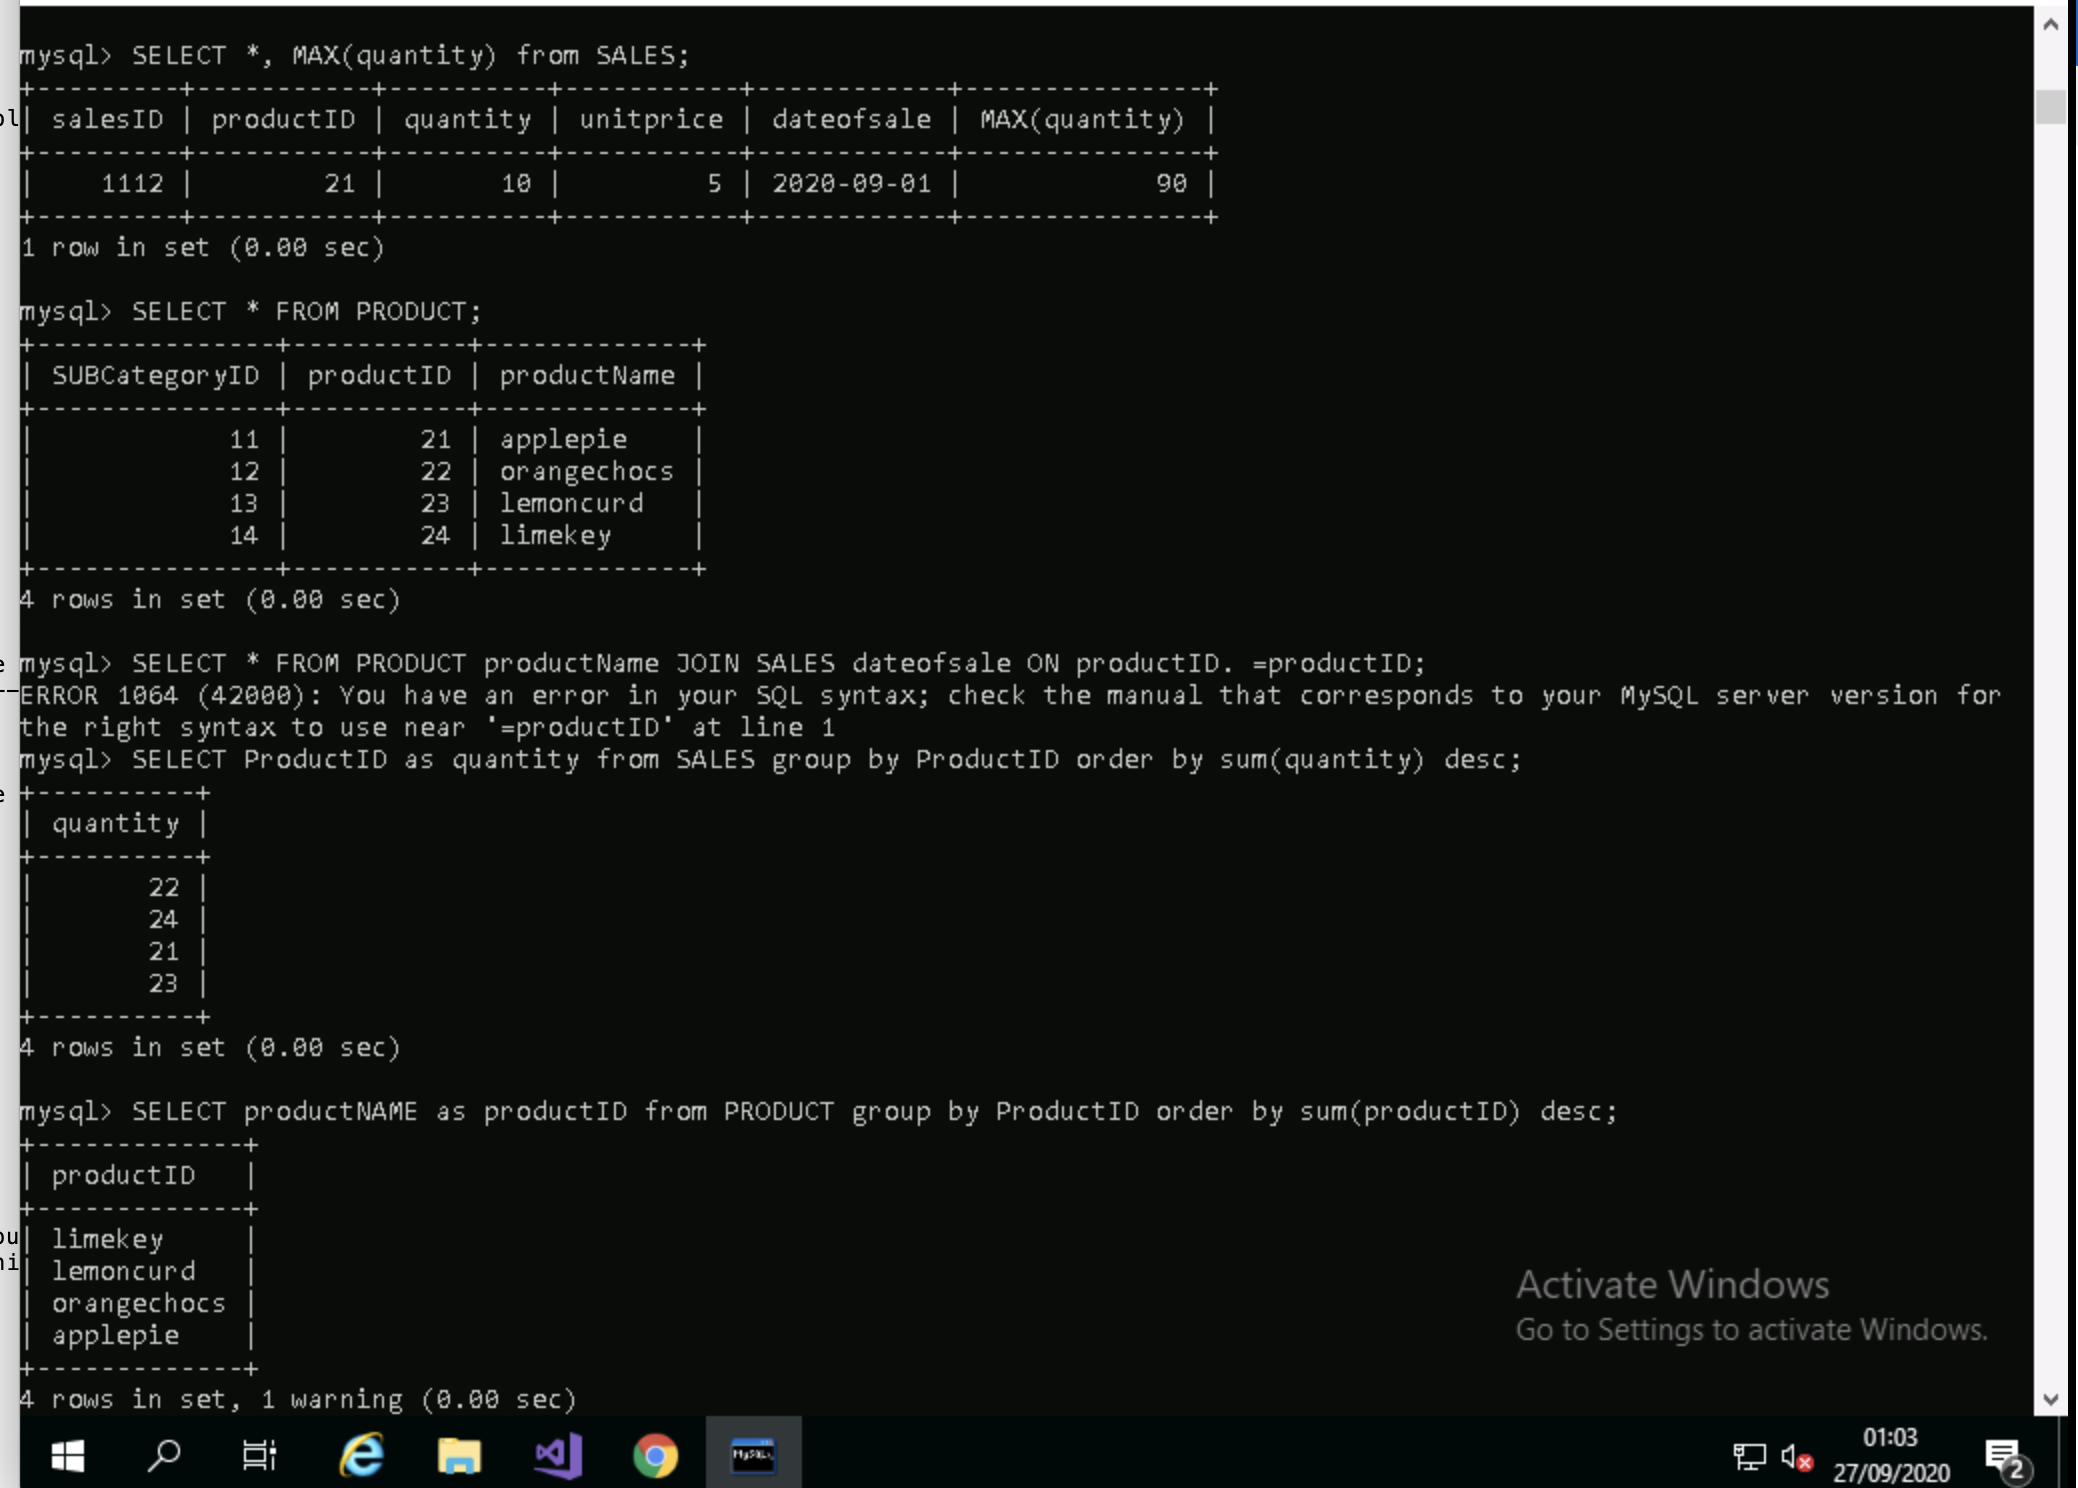 mysql> SELECT *, MAX(quantity) from SALES;
+---------+-----------+----------+-----------+------------+---------------+
| salesID | productID | quantity | unitprice | dateofsale | MAX(quantity) |
+---------+-----------+----------+-----------+------------+---------------+
|    1112 |        21 |       10 |         5 | 2020-09-01 |            90 |
+---------+-----------+----------+-----------+------------+---------------+
1 row in set (0.00 sec)
mysql> SELECT * FROM PRODUCT;
+---------------+-----------+-------------+
| SUBCategoryID | productID | productName |
+---------------+-----------+-------------+
|            11 |        21 | applepie    |
|            12 |        22 | orangechocs |
|            13 |        23 | lemoncurd   |
|            14 |        24 | limekey     |
+---------------+-----------+-------------+
4 rows in set (0.00 sec)
mysql> SELECT * FROM PRODUCT productName JOIN SALES dateofsale ON productID. =productID;
ERROR 1064 (42000): You have an error in your SQL syntax; check the manual that corresponds to your MySQL server version for
the right syntax to use near '=productID' at line 1
mysql> SELECT ProductID as quantity from SALES group by ProductID order by sum(quantity) desc;
+----------+
| quantity |
+----------+
|       22 |
|       24 |
|       21 |
|       23 |
+----------+
4 rows in set (0.00 sec)
mysql> SELECT productNAME as productID from PRODUCT group by ProductID order by sum(productID) desc;
+-------------+
| productID   |
+-------------+
| limekey     |
| lemoncurd   |
| orangechocs |
| applepie    |
+-------------+
4 rows in set, 1 warning (0.00 sec)
Activate Windows
Go to Settings to activate Windows.
01:03
27/09/2020
2